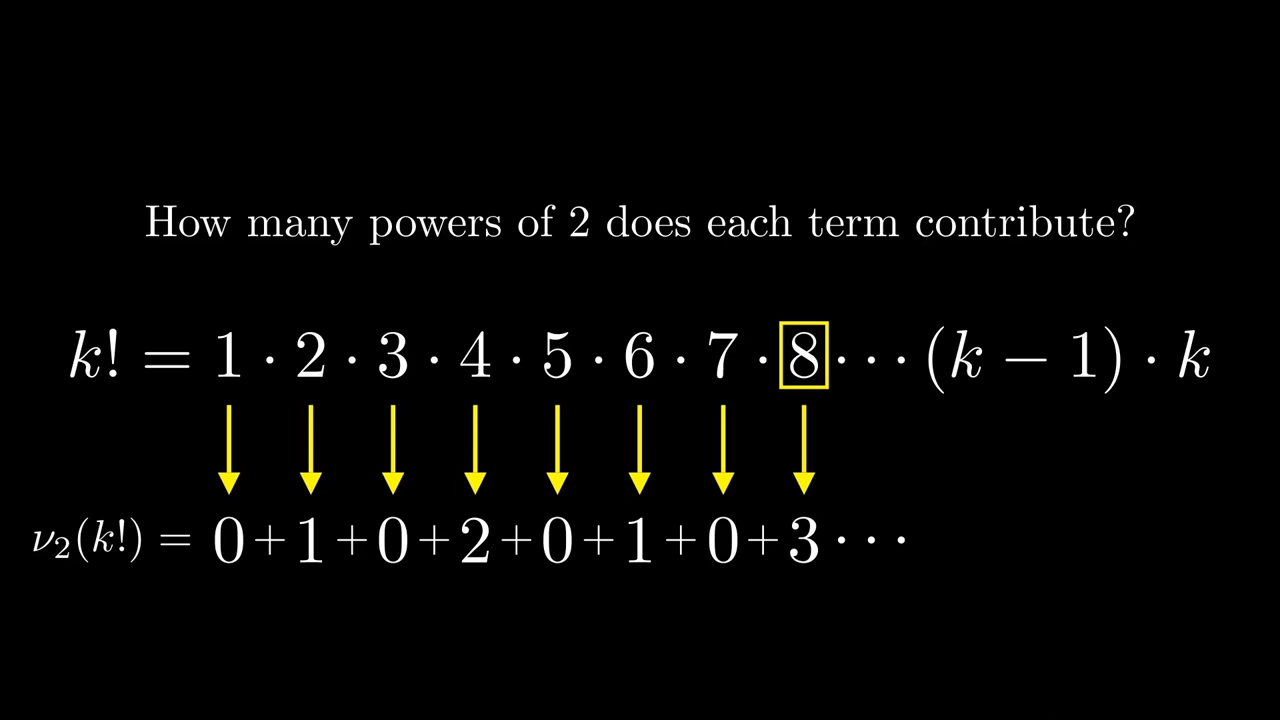 How many powers of 2 does each term contribute?
k! = 1 · 2 · 3 · 4 · 5 · 6 · 7 · 8 · · · (k − 1) · k
ν₂(k!) = 0 + 1 + 0 + 2 + 0 + 1 + 0 + 3 · · ·